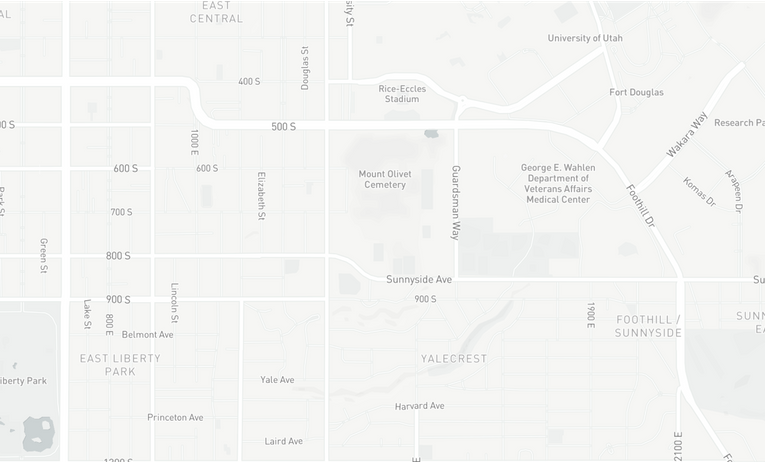 EAST
CENTRAL
University of Utah
Douglas St
400 S
Rice-Eccles
Stadium
Fort Douglas
500 S
Wakara Way
1000 E
600 S
600 S
Mount Olivet
Cemetery
Guardsman Way
George E. Wahlen
Department of
Veterans Affairs
Medical Center
Foothill Dr
Komas Dr
Arapeen Dr
Elizabeth St
700 S
Green St
800 S
Sunnyside Ave
900 S
900 S
Lake St
800 E
Lincoln St
Belmont Ave
1900 E
FOOTHILL /
SUNNYSIDE
EAST LIBERTY
PARK
YALECREST
Yale Ave
Harvard Ave
Princeton Ave
Laird Ave
2100 E